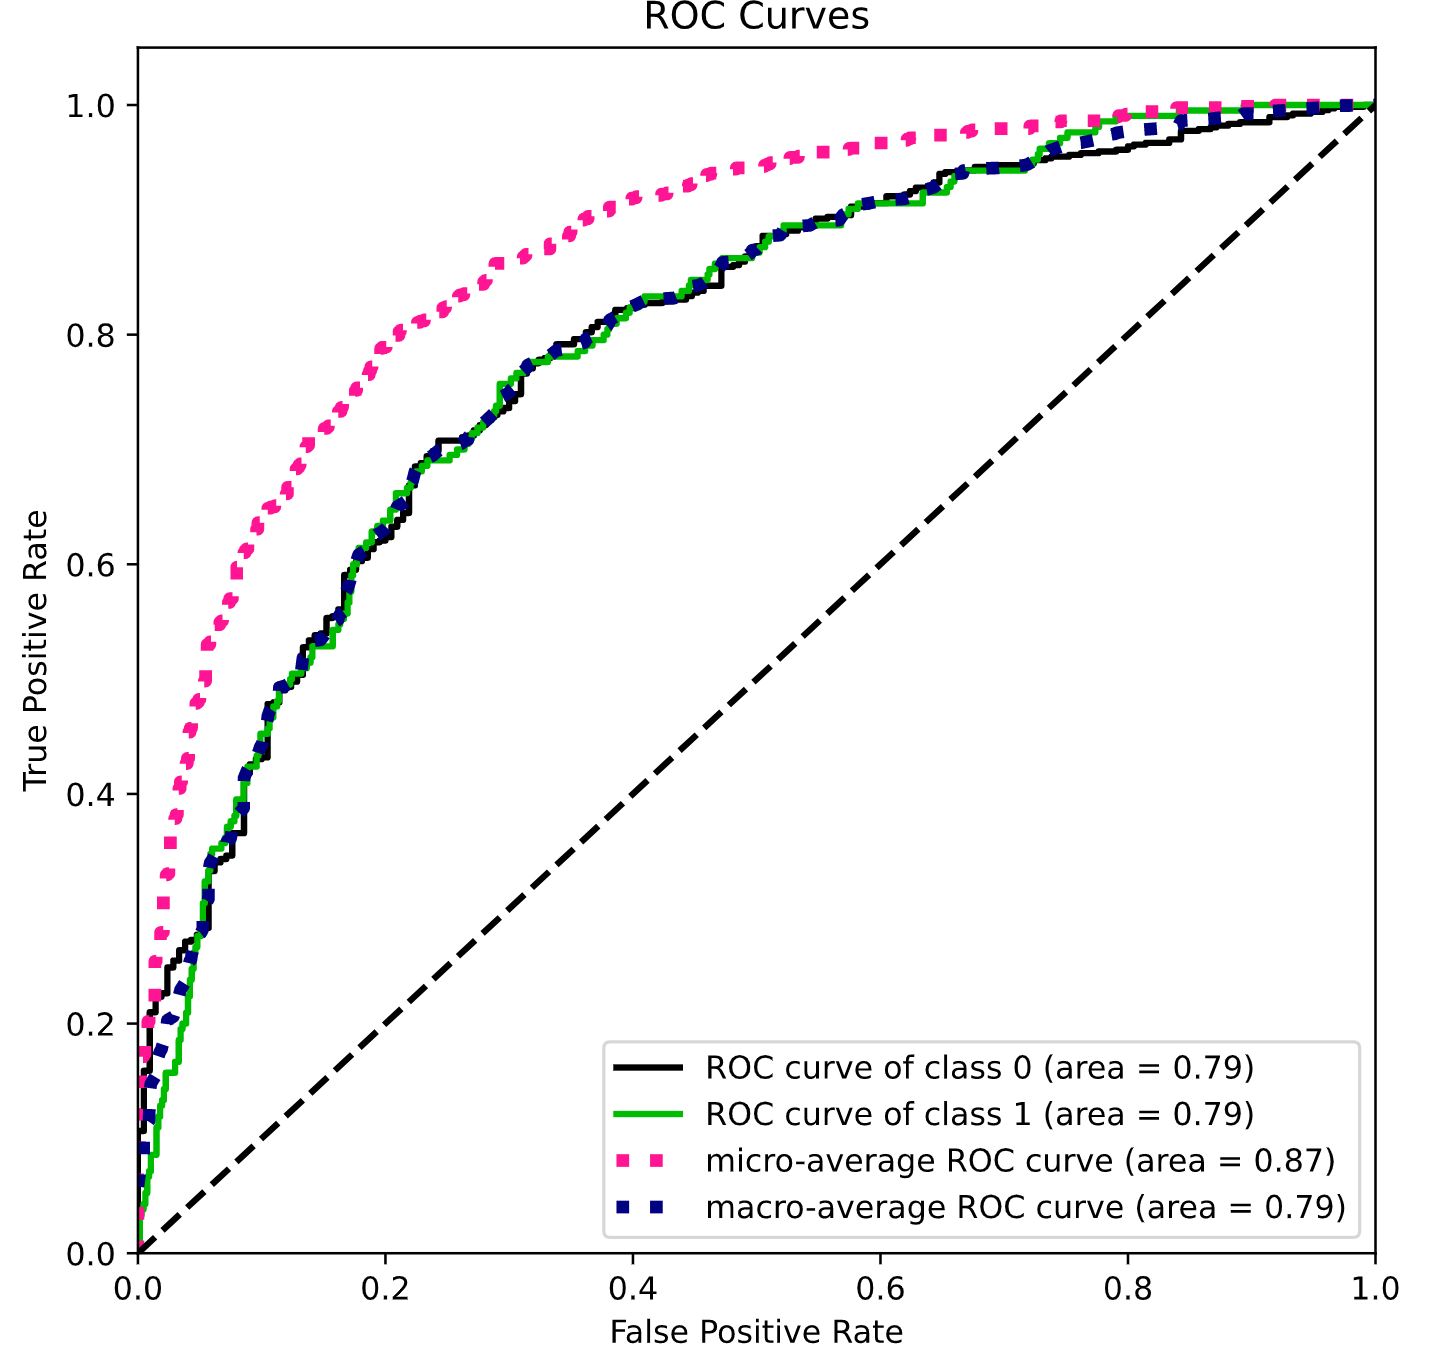 ROC Curves
True Positive Rate
1.0
0.8
0.6
0.4
0.2
0.0
ROC curve of class 0 (area = 0.79)
ROC curve of class 1 (area = 0.79)
micro-average ROC curve (area = 0.87)
macro-average ROC curve (area = 0.79)
0.0 0.2 0.4 0.6 0.8 1.0
False Positive Rate